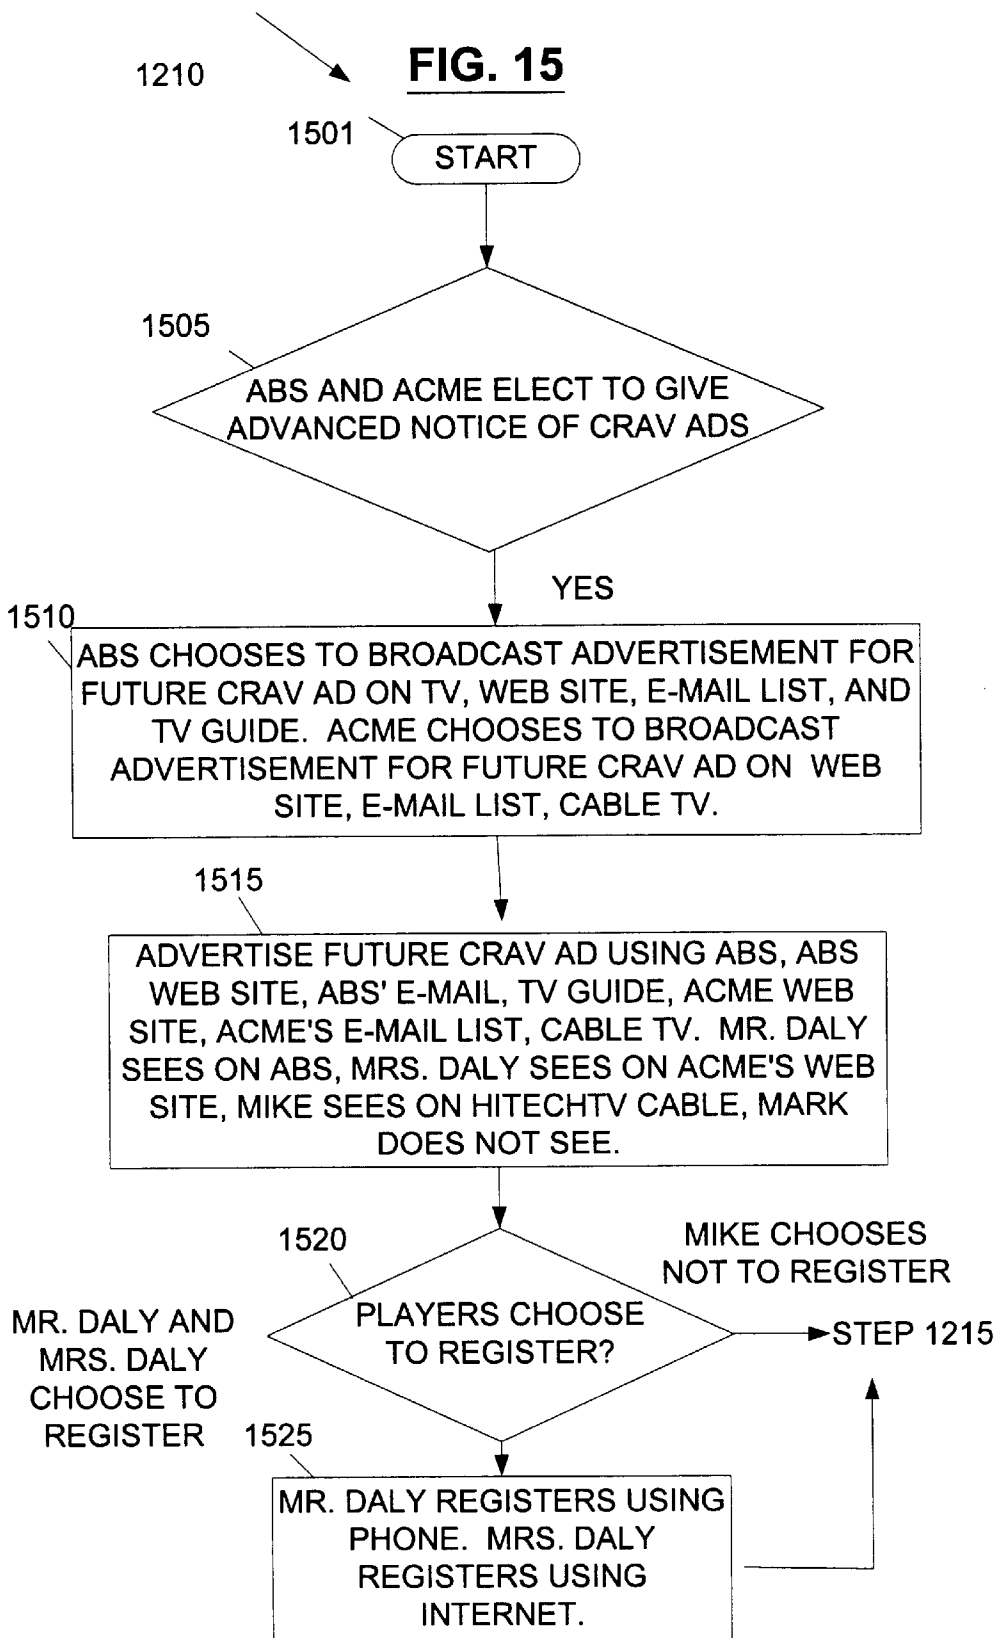 FIG. 15
1210
1501
START
1505
ABS AND ACME ELECT TO GIVE
ADVANCED NOTICE OF CRAV ADS
YES
1510
ABS CHOOSES TO BROADCAST ADVERTISEMENT FOR
FUTURE CRAV AD ON TV, WEB SITE, E-MAIL LIST, AND
TV GUIDE. ACME CHOOSES TO BROADCAST
ADVERTISEMENT FOR FUTURE CRAV AD ON WEB
SITE, E-MAIL LIST, CABLE TV.
1515
ADVERTISE FUTURE CRAV AD USING ABS, ABS
WEB SITE, ABS' E-MAIL, TV GUIDE, ACME WEB
SITE, ACME'S E-MAIL LIST, CABLE TV. MR. DALY
SEES ON ABS, MRS. DALY SEES ON ACME'S WEB
SITE, MIKE SEES ON HITECHTV CABLE, MARK
DOES NOT SEE.
1520
PLAYERS CHOOSE
TO REGISTER?
MIKE CHOOSES
NOT TO REGISTER
STEP 1215
MR. DALY AND
MRS. DALY
CHOOSE TO
REGISTER
1525
MR. DALY REGISTERS USING
PHONE. MRS. DALY
REGISTERS USING
INTERNET.